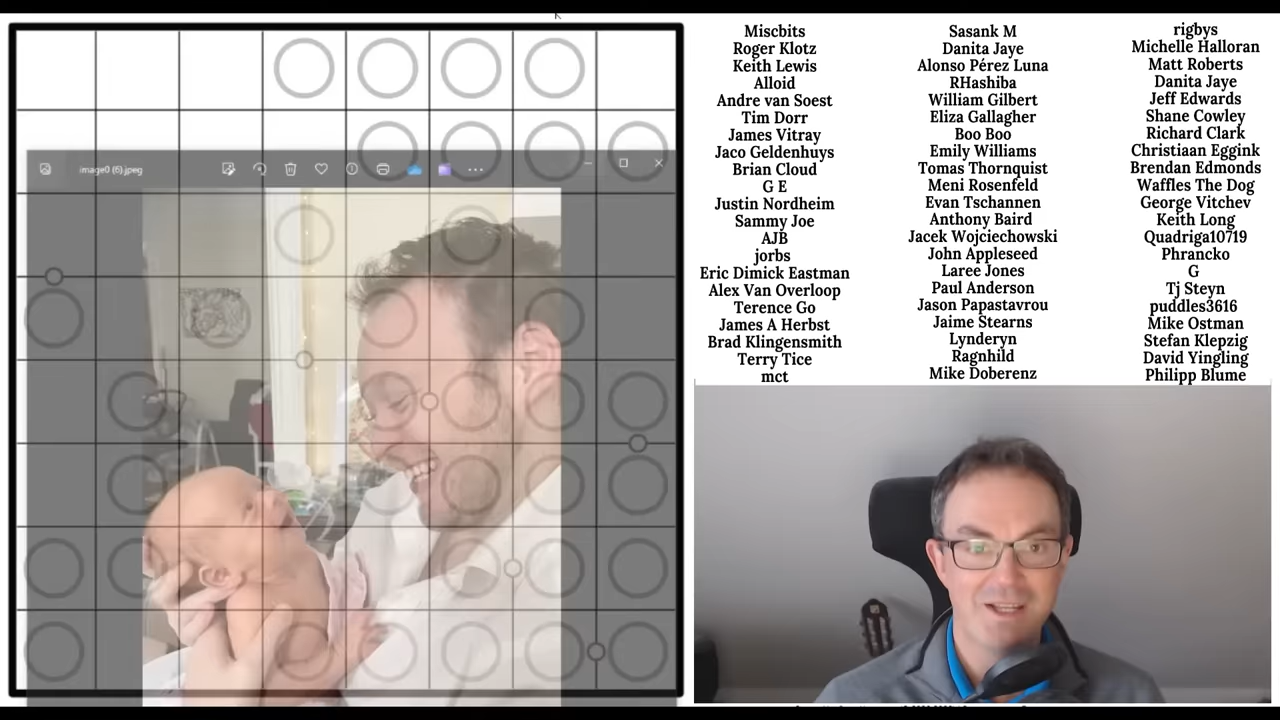 Miscbits
Roger Klotz
Keith Lewis
Alloid
Andre van Soest
Tim Dorr
James Vitray
Jaco Geldenhuys
Brian Cloud
G E
Justin Nordheim
Sammy Joe
AJB
jorbs
Eric Dimick Eastman
Alex Van Overloop
Terence Go
James A Herbst
Brad Klingensmith
Terry Tice
mct
Sasank M
Danita Jaye
Alonso Pérez Luna
RHashiba
William Gilbert
Eliza Gallagher
Boo Boo
Emily Williams
Tomas Thornquist
Meni Rosenfeld
Evan Tschannen
Anthony Baird
Jacek Wojciechowski
John Appleseed
Laree Jones
Paul Anderson
Jason Papastavrou
Jaime Stearns
Lynderyn
Ragnhild
Mike Doberenz
rigbys
Michelle Halloran
Matt Roberts
Danita Jaye
Jeff Edwards
Shane Cowley
Richard Clark
Christiaan Eggink
Brendan Edmonds
Waffles The Dog
George Vitchev
Keith Long
Quadriga10719
Phrancko
G
Tj Steyn
puddles3616
Mike Ostman
Stefan Klepzig
David Yingling
Philipp Blume
image0 (6).jpeg